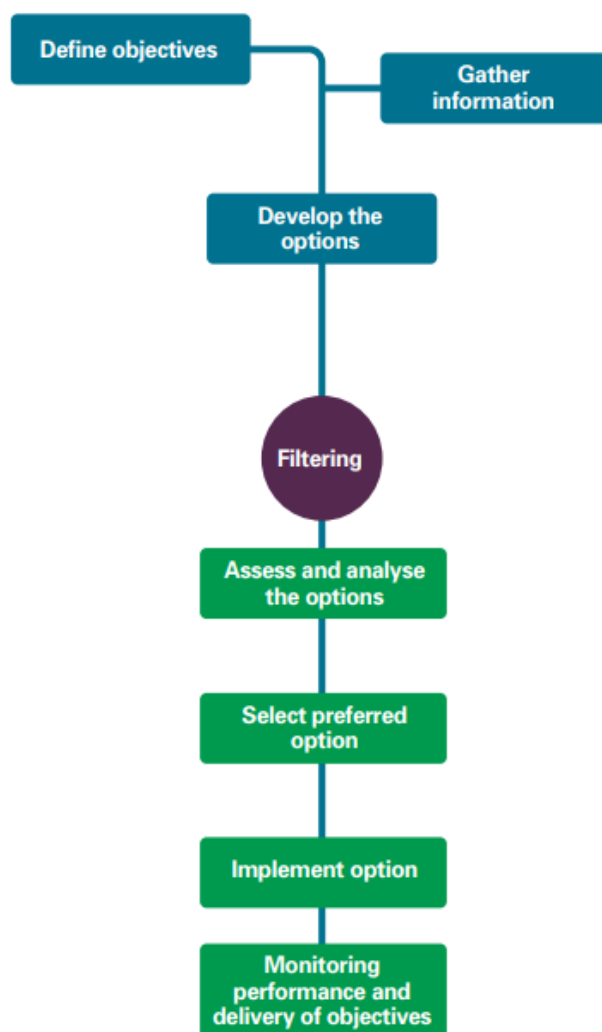 Define objectives
Gather
information
Develop the
options
Filtering
Assess and analyse
the options
Select preferred
option
Implement option
Monitoring
performance and
delivery of objectives